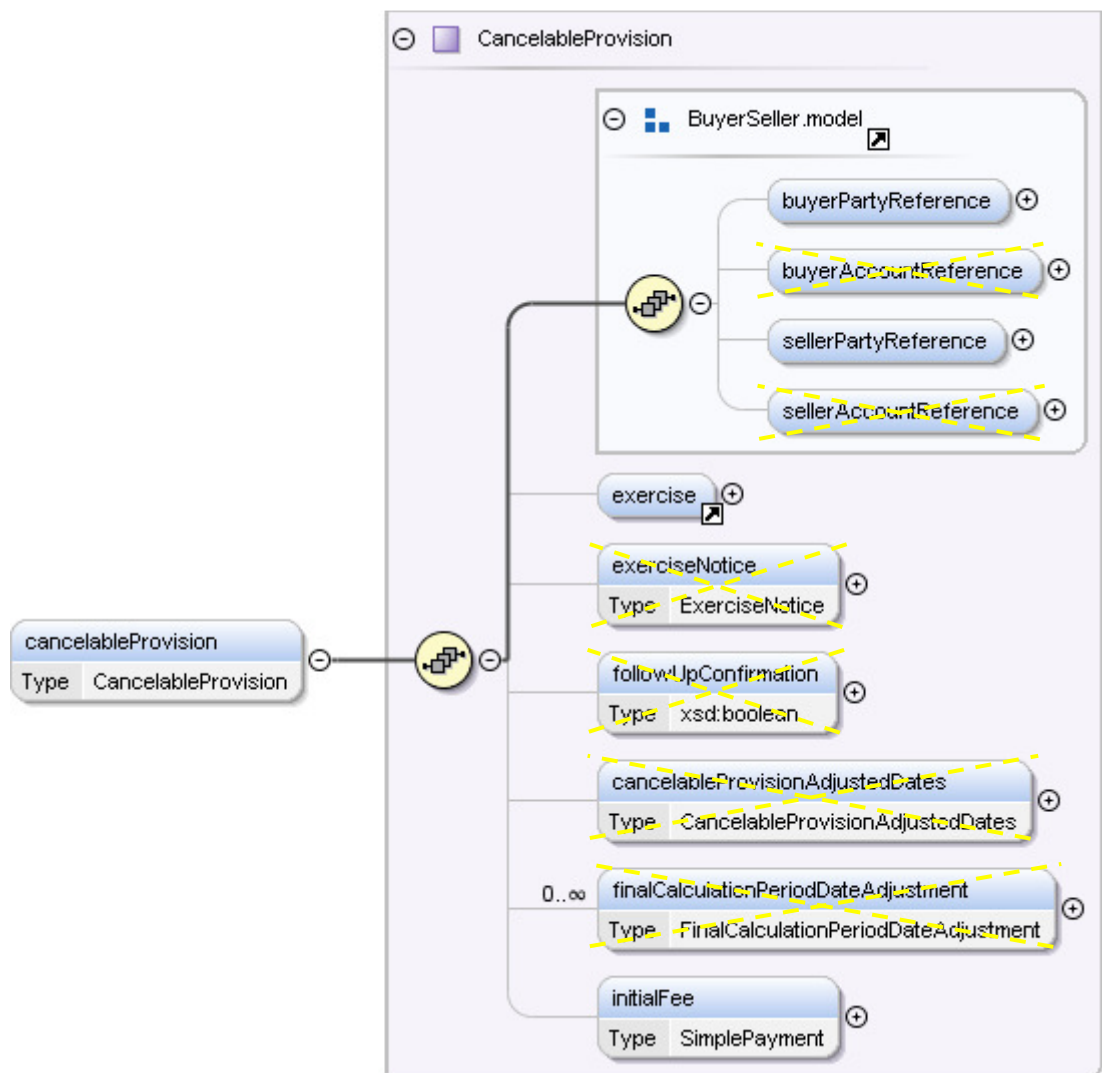 CancelableProvision
BuyerSeller.model
buyerPartyReference
buyerAccountReference
sellerPartyReference
sellerAccountReference
exercise
exerciseNotice
Type ExerciseNotice
cancelableProvision
Type CancelableProvision
followUpConfirmation
Type xsd:boolean
cancelableProvisionAdjustedDates
Type CancelableProvisionAdjustedDates
0..∞ finalCalculationPeriodDateAdjustment
Type FinalCalculationPeriodDateAdjustment
initialFee
Type SimplePayment